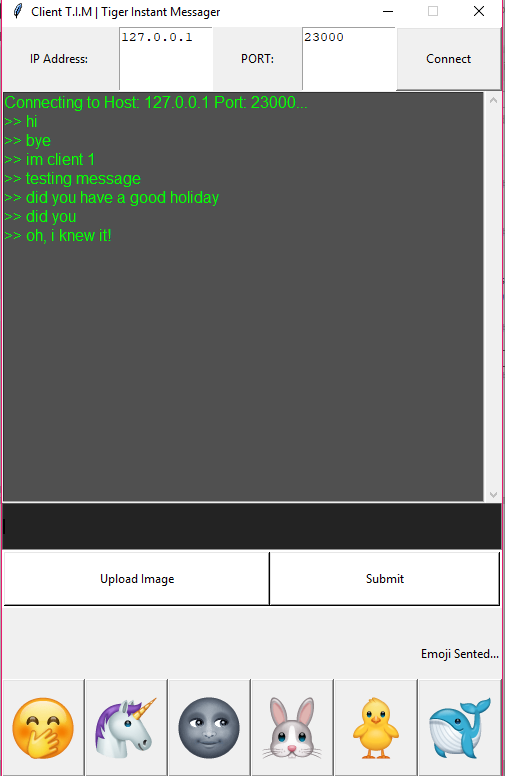 Client T.I.M | Tiger Instant Messager
IP Address: 127.0.0.1 PORT: 23000 Connect
Connecting to Host: 127.0.0.1 Port: 23000...
>> hi
>> bye
>> im client 1
>> testing message
>> did you have a good holiday
>> did you
>> oh, i knew it!
Upload Image Submit
Emoji Sented...